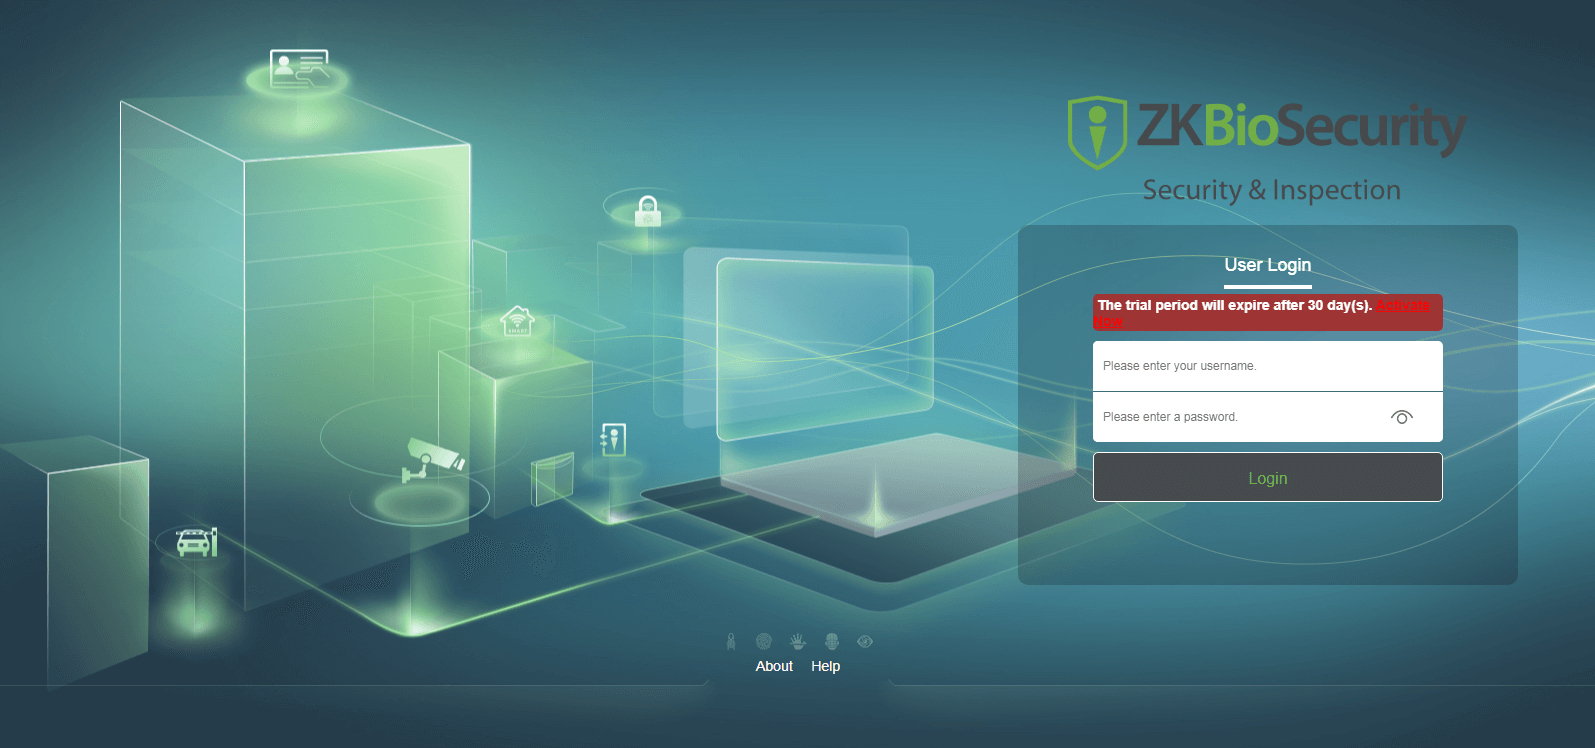 ZKBioSecurity
Security & Inspection
User Login
The trial period will expire after 30 day(s). Activate
Now
Please enter your username.
Please enter a password.
Login
SMART
About Help